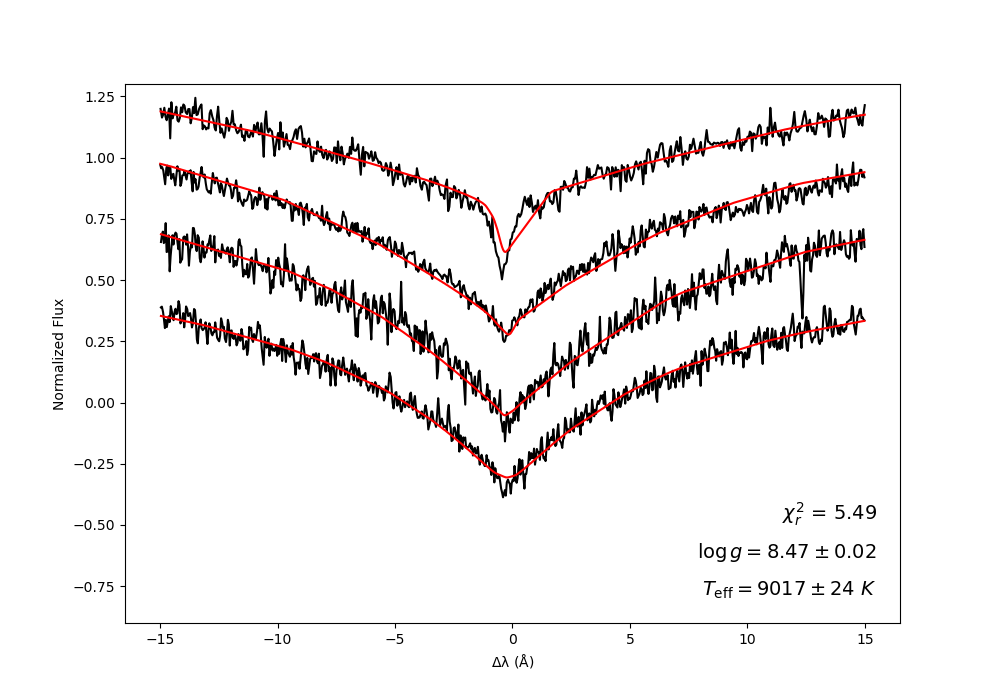 1.25
1.00
0.75
0.50
0.25
0.00
−0.25
−0.50
−0.75
Normalized Flux
χ²ᵣ = 5.49
log g = 8.47 ± 0.02
T_eff = 9017 ± 24 K
−15 −10 −5 0 5 10 15
Δλ (Å)